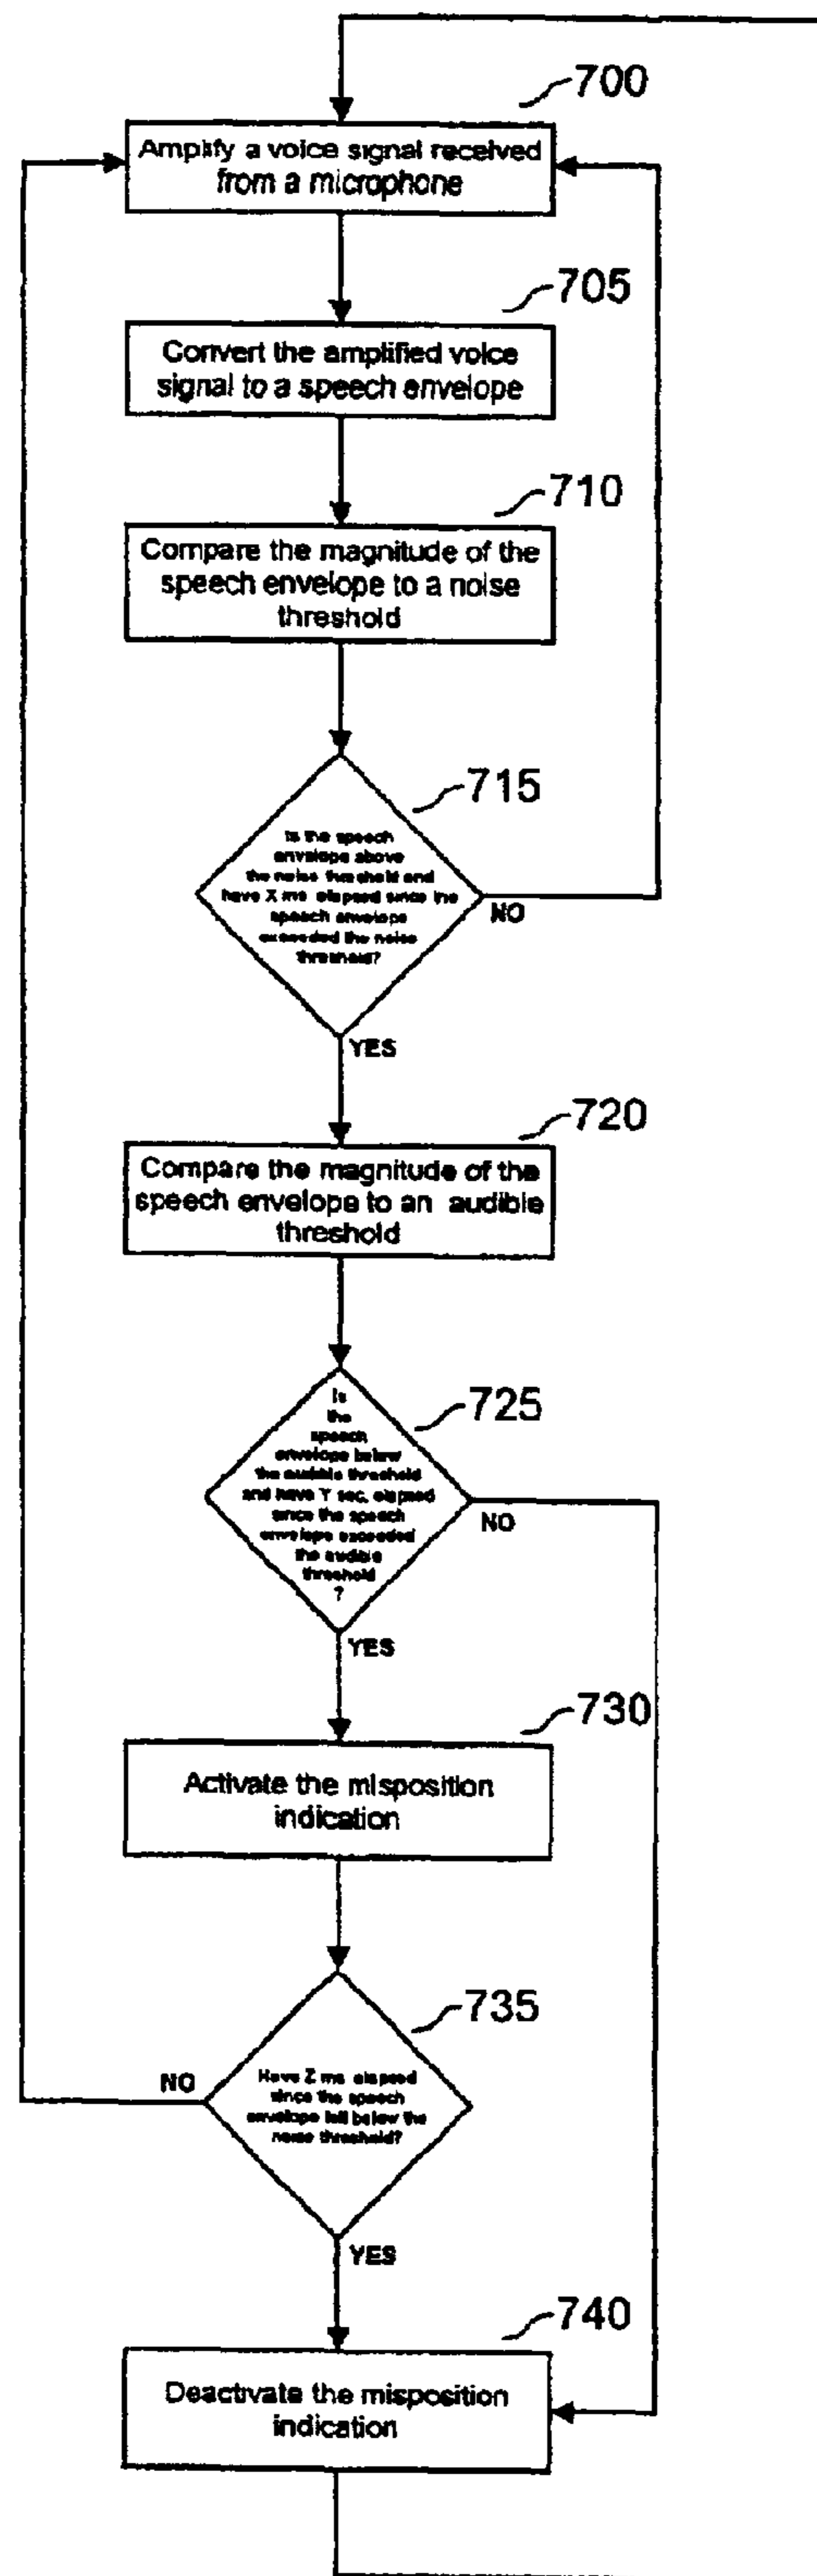 700
Amplify a voice signal received
from a microphone
705
Convert the amplified voice
signal to a speech envelope
710
Compare the magnitude of the
speech envelope to a noise
threshold
715
Is the speech
envelope above
the noise threshold and
have X ms elapsed since the
speech envelope
exceeded the noise
threshold?
NO
YES
720
Compare the magnitude of the
speech envelope to an audible
threshold
725
Is
the
speech
envelope below
the audible threshold
and have Y sec. elapsed
since the speech
envelope exceeded
the audible
threshold
?
NO
YES
730
Activate the misposition
indication
735
Have Z ms elapsed
since the speech
envelope fell below the
noise threshold?
NO
YES
740
Deactivate the misposition
indication